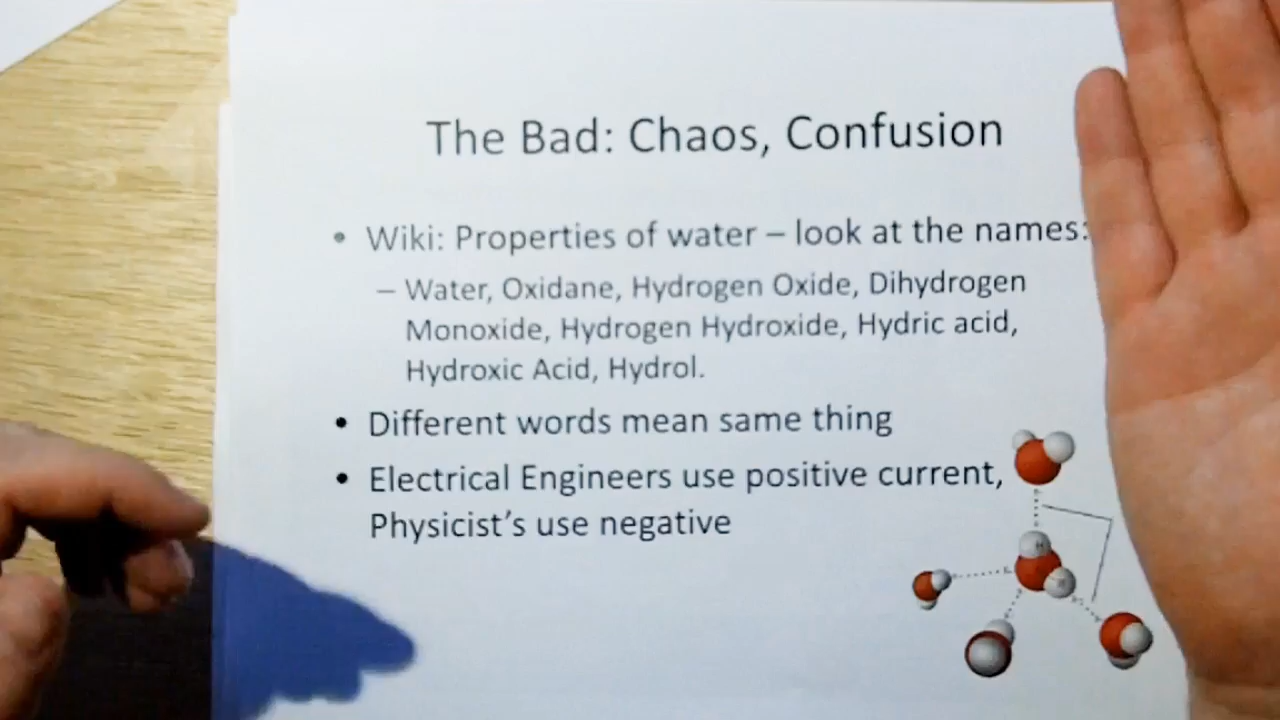 The Bad: Chaos, Confusion
• Wiki: Properties of water – look at the names:
– Water, Oxidane, Hydrogen Oxide, Dihydrogen
Monoxide, Hydrogen Hydroxide, Hydric acid,
Hydroxic Acid, Hydrol.
• Different words mean same thing
• Electrical Engineers use positive current,
Physicist’s use negative